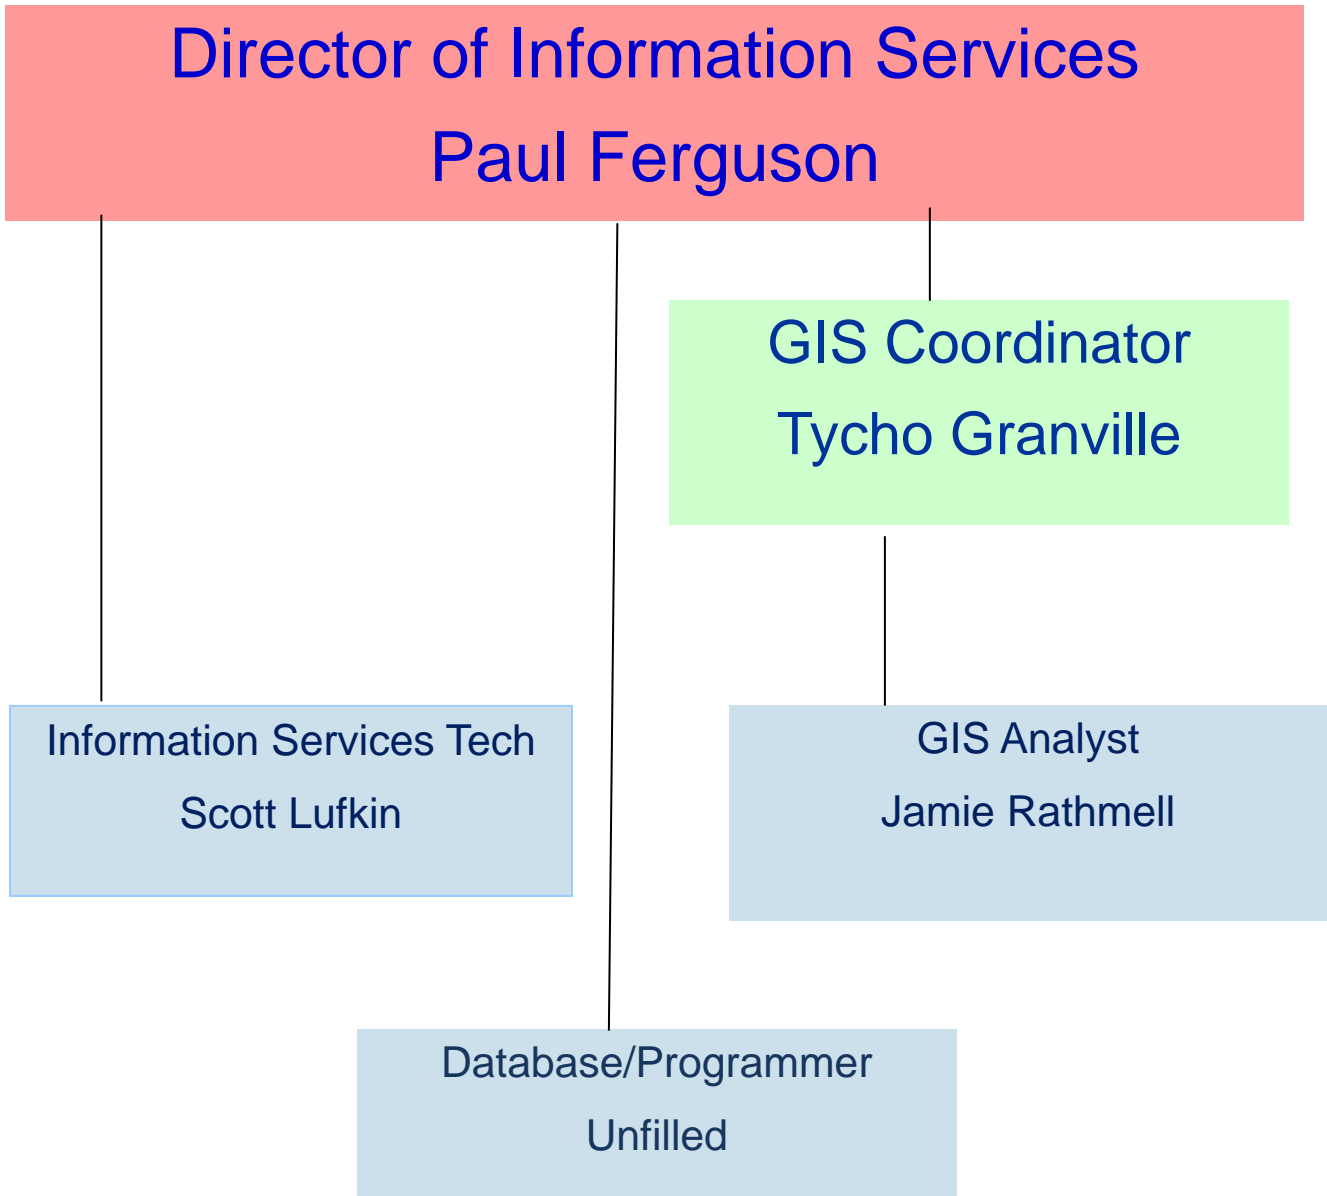 Director of Information Services
Paul Ferguson
GIS Coordinator
Tycho Granville
Information Services Tech
Scott Lufkin
GIS Analyst
Jamie Rathmell
Database/Programmer
Unfilled